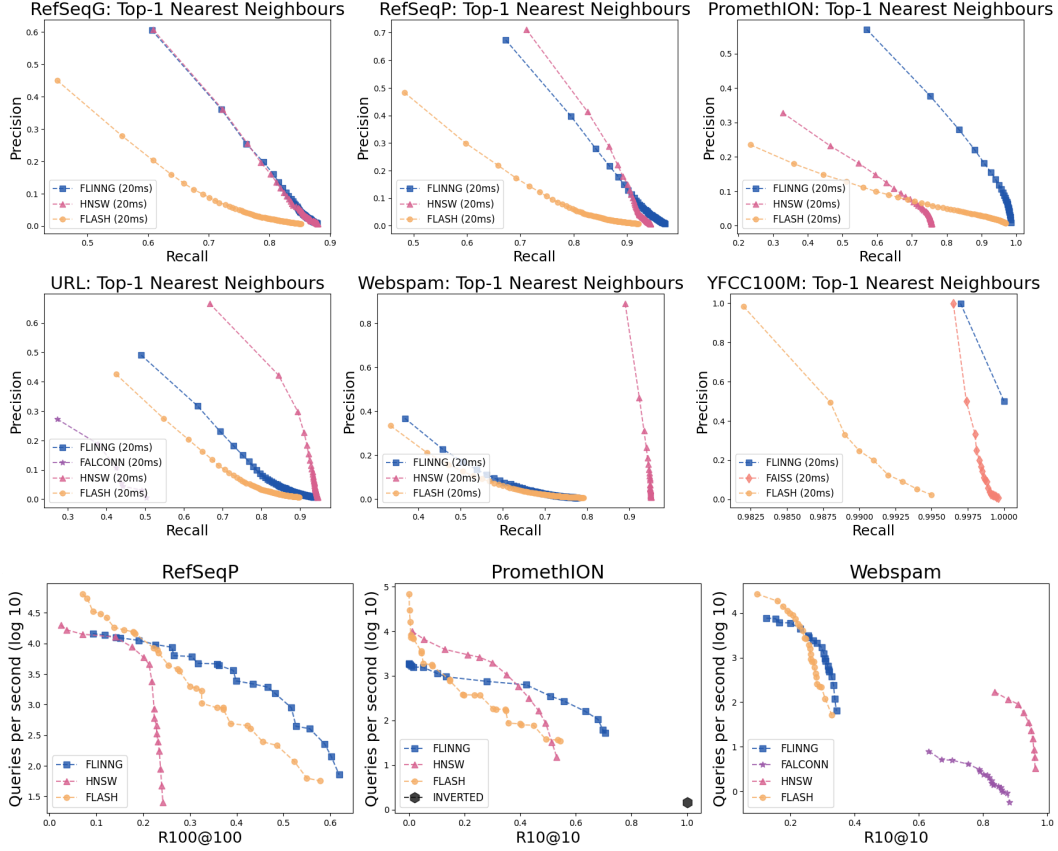 RefSeqG: Top-1 Nearest Neighbours
0.6
0.5
0.4
0.3
0.2
0.1
0.0
Precision
FLINNG (20ms)
HNSW (20ms)
FLASH (20ms)
0.5 0.6 0.7 0.8 0.9
Recall
RefSeqP: Top-1 Nearest Neighbours
0.7
0.6
0.5
0.4
0.3
0.2
0.1
0.0
Precision
FLINNG (20ms)
HNSW (20ms)
FLASH (20ms)
0.5 0.6 0.7 0.8 0.9
Recall
PromethION: Top-1 Nearest Neighbours
0.5
0.4
0.3
0.2
0.1
0.0
Precision
FLINNG (20ms)
HNSW (20ms)
FLASH (20ms)
0.2 0.3 0.4 0.5 0.6 0.7 0.8 0.9 1.0
Recall
URL: Top-1 Nearest Neighbours
0.6
0.5
0.4
0.3
0.2
0.1
0.0
Precision
FLINNG (20ms)
FALCONN (20ms)
HNSW (20ms)
FLASH (20ms)
0.3 0.4 0.5 0.6 0.7 0.8 0.9
Recall
Webspam: Top-1 Nearest Neighbours
0.8
0.6
0.4
0.2
0.0
Precision
FLINNG (20ms)
HNSW (20ms)
FLASH (20ms)
0.4 0.5 0.6 0.7 0.8 0.9
Recall
YFCC100M: Top-1 Nearest Neighbours
1.0
0.8
0.6
0.4
0.2
0.0
Precision
FLINNG (20ms)
FAISS (20ms)
FLASH (20ms)
0.9825 0.9850 0.9875 0.9900 0.9925 0.9950 0.9975 1.0000
Recall
RefSeqP
4.5
4.0
3.5
3.0
2.5
2.0
1.5
Queries per second (log 10)
FLINNG
HNSW
FLASH
0.0 0.1 0.2 0.3 0.4 0.5 0.6
R100@100
PromethION
5
4
3
2
1
0
Queries per second (log 10)
FLINNG
HNSW
FLASH
INVERTED
0.0 0.2 0.4 0.6 0.8 1.0
R10@10
Webspam
4
3
2
1
0
Queries per second (log 10)
FLINNG
FALCONN
HNSW
FLASH
0.2 0.4 0.6 0.8 1.0
R10@10